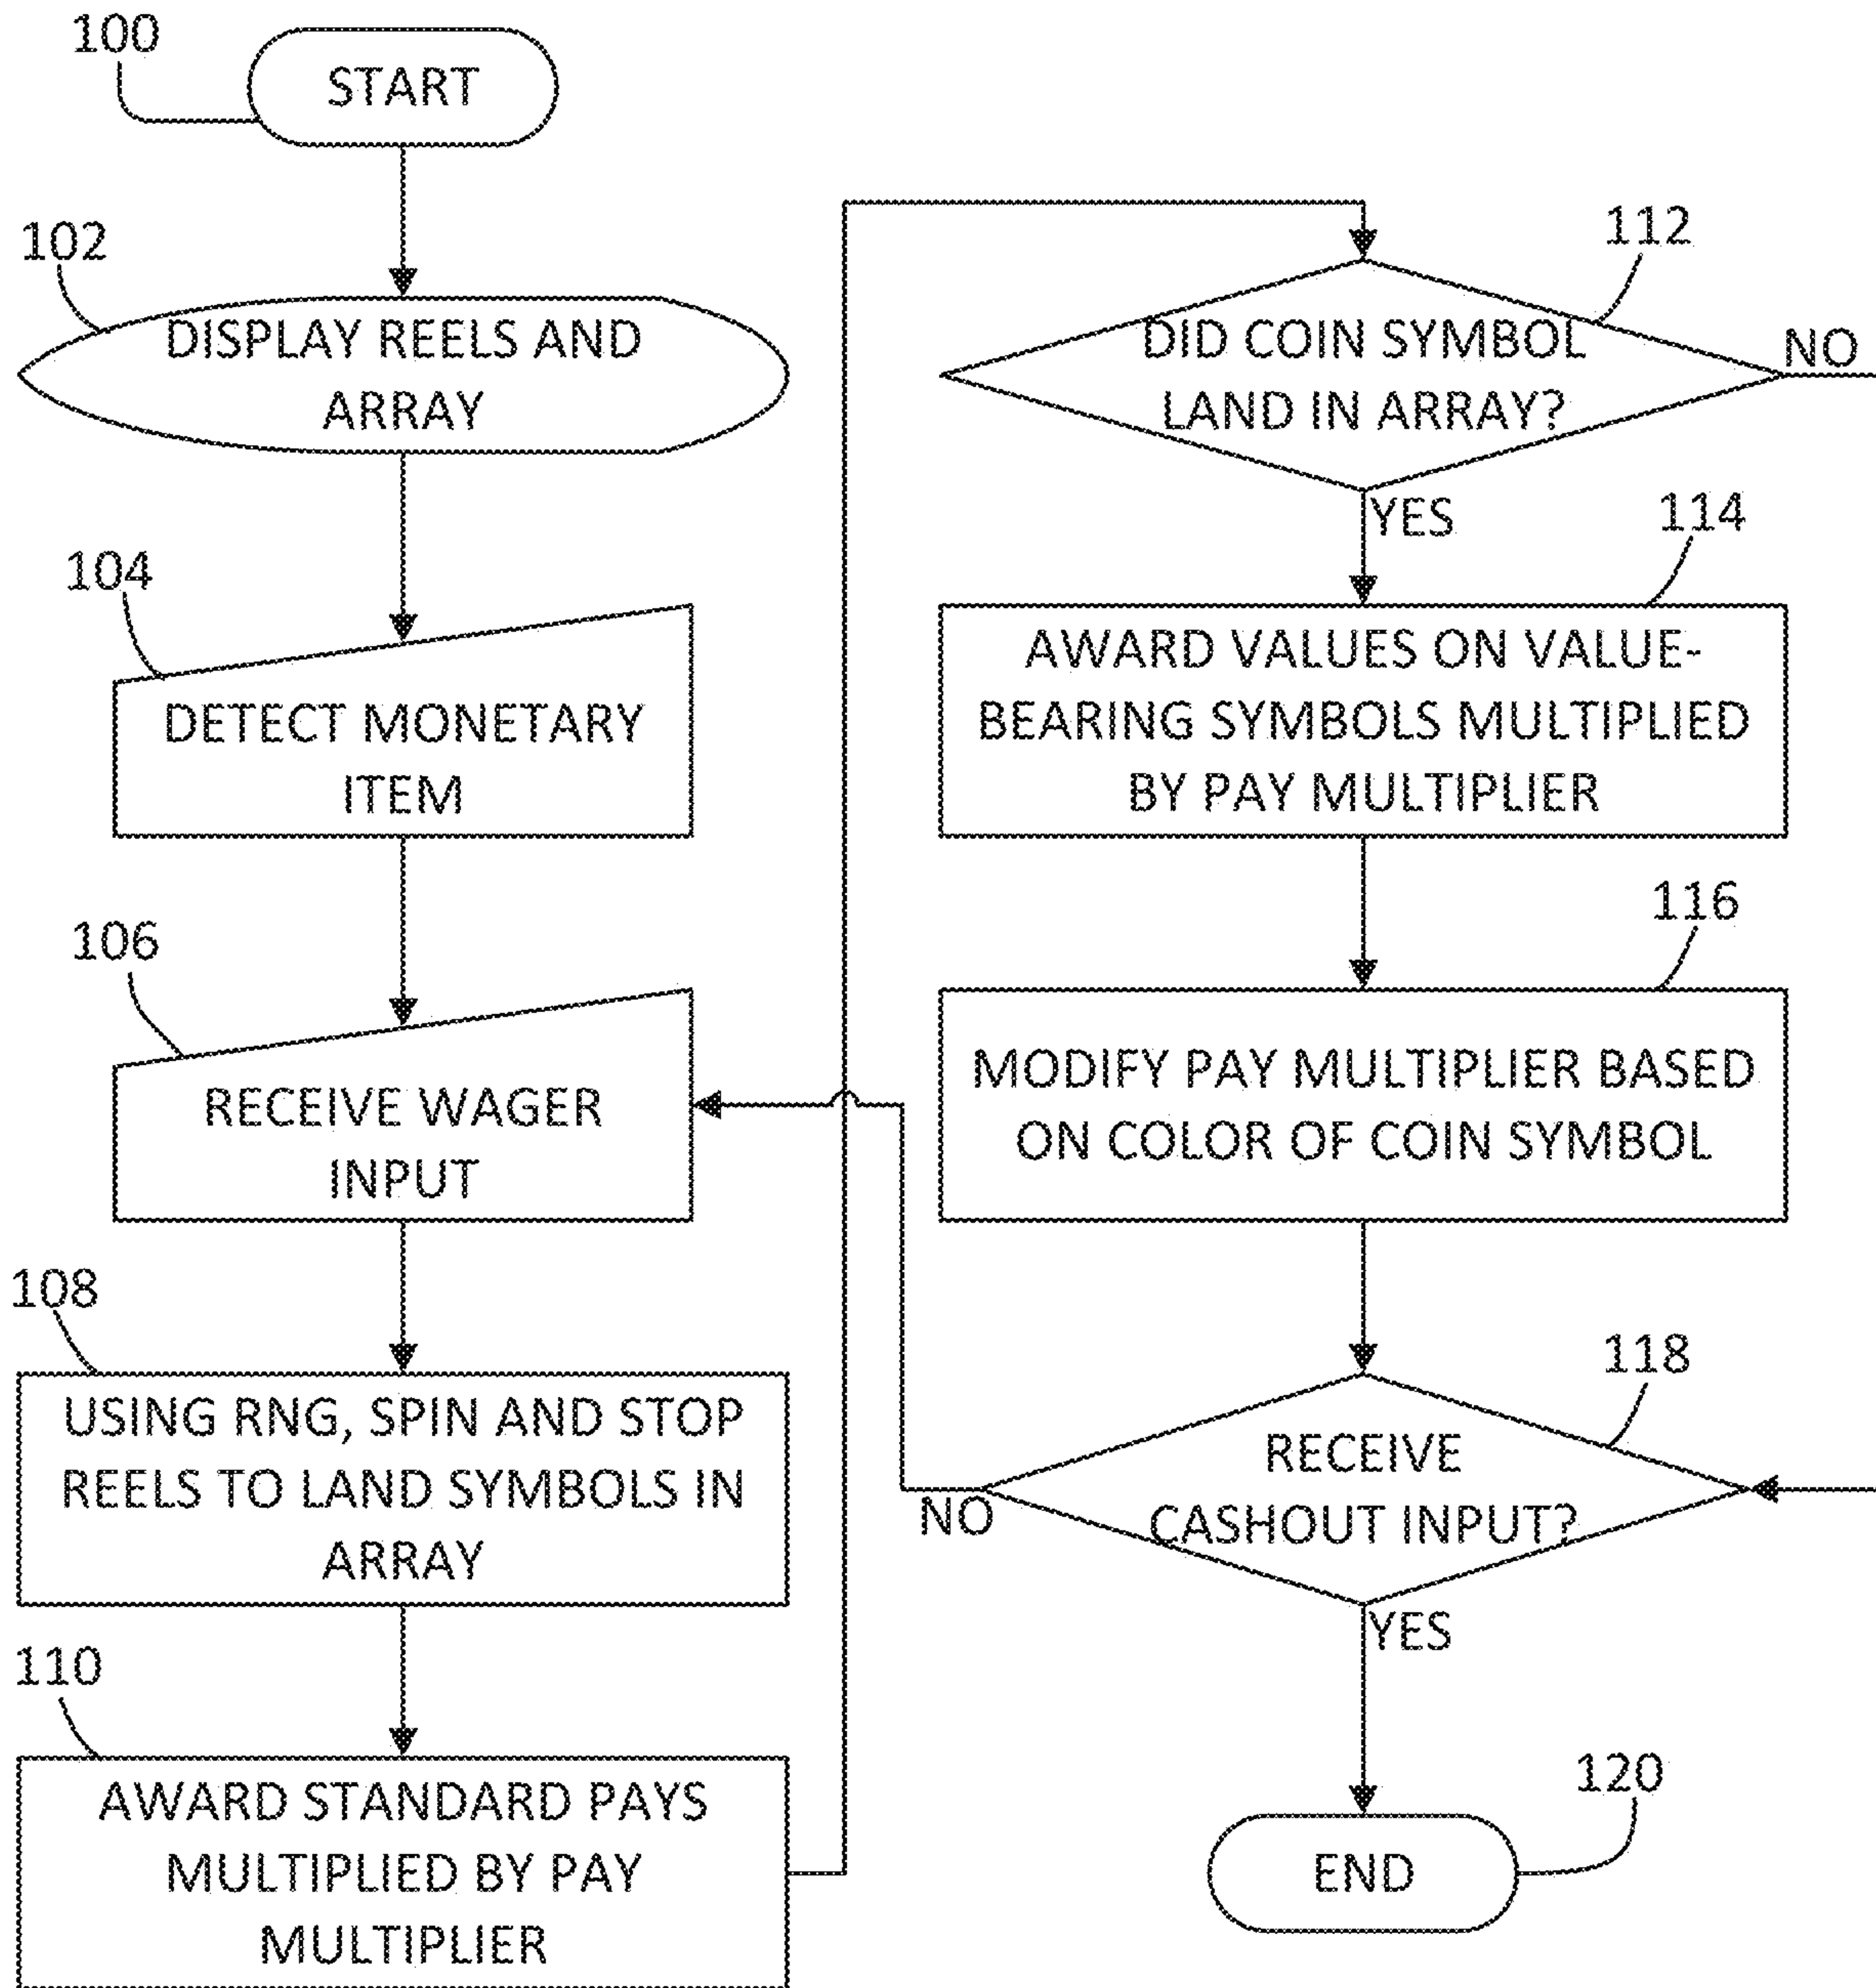 100
START
102
DISPLAY REELS AND
ARRAY
104
DETECT MONETARY
ITEM
106
RECEIVE WAGER
INPUT
108
USING RNG, SPIN AND STOP
REELS TO LAND SYMBOLS IN
ARRAY
110
AWARD STANDARD PAYS
MULTIPLIED BY PAY
MULTIPLIER
112
DID COIN SYMBOL
LAND IN ARRAY?
NO
YES
114
AWARD VALUES ON VALUE-
BEARING SYMBOLS MULTIPLIED
BY PAY MULTIPLIER
116
MODIFY PAY MULTIPLIER BASED
ON COLOR OF COIN SYMBOL
118
RECEIVE
CASHOUT INPUT?
NO
YES
120
END